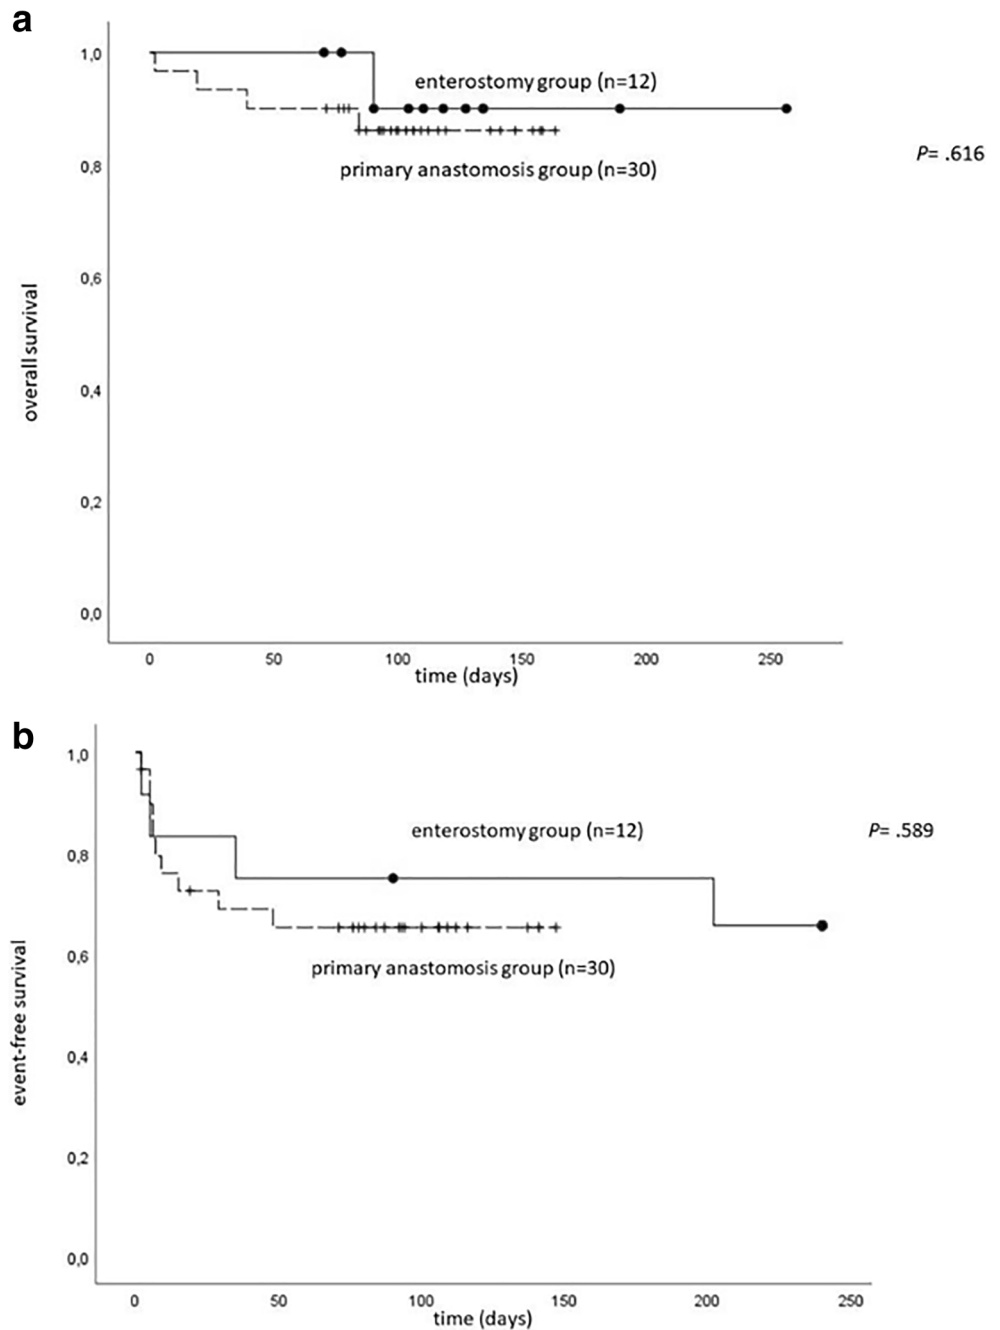 a
1,0
enterostomy group (n=12)
primary anastomosis group (n=30)
P= .616
0,8
0,6
0,4
0,2
0,0
overall survival
0 50 100 150 200 250
time (days)
b
1,0
enterostomy group (n=12)
P= .589
0,8
0,6
primary anastomosis group (n=30)
0,4
0,2
0,0
event-free survival
0 50 100 150 200 250
time (days)